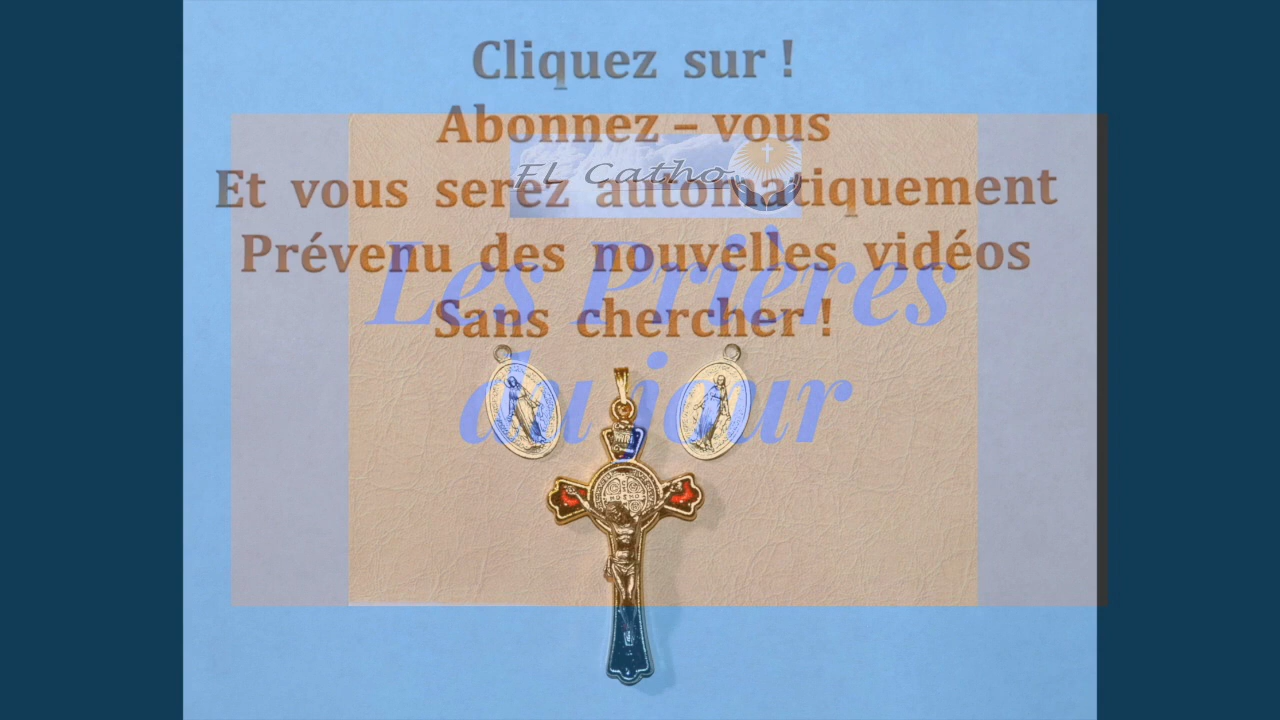 Cliquez sur !
Abonnez – vous
EL Catho
Et vous serez automatiquement
Prévenu des nouvelles vidéos
Les Prières
Sans chercher !
du jour